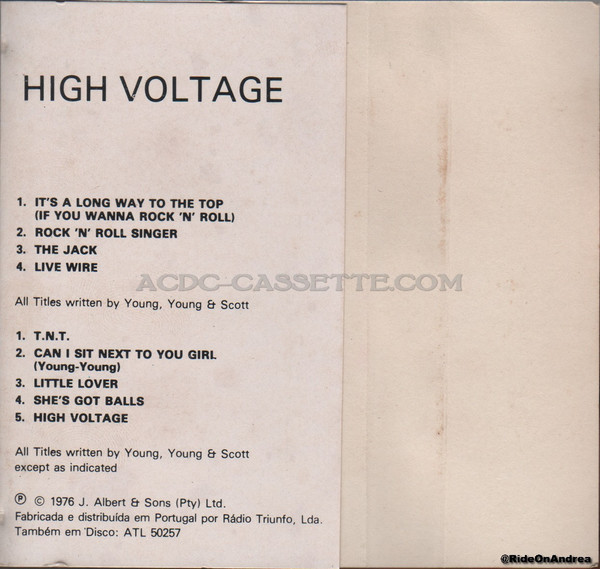 HIGH VOLTAGE
1. IT'S A LONG WAY TO THE TOP
(IF YOU WANNA ROCK 'N' ROLL)
2. ROCK 'N' ROLL SINGER
3. THE JACK
4. LIVE WIRE
ACDC-CASSETTE.COM
All Titles written by Young, Young & Scott
1. T.N.T.
2. CAN I SIT NEXT TO YOU GIRL
(Young-Young)
3. LITTLE LOVER
4. SHE'S GOT BALLS
5. HIGH VOLTAGE
All Titles written by Young, Young & Scott
except as indicated
℗ © 1976 J. Albert & Sons (Pty) Ltd.
Fabricada e distribuída em Portugal por Rádio Triunfo, Lda.
Também em Disco: ATL 50257
@RideOnAndrea